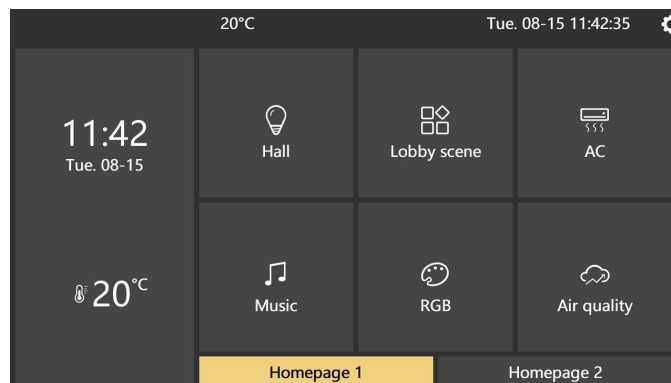 20°C Tue. 08-15 11:42:35
11:42
Tue. 08-15
20°C
Hall
Lobby scene
AC
Music
RGB
Air quality
Homepage 1
Homepage 2